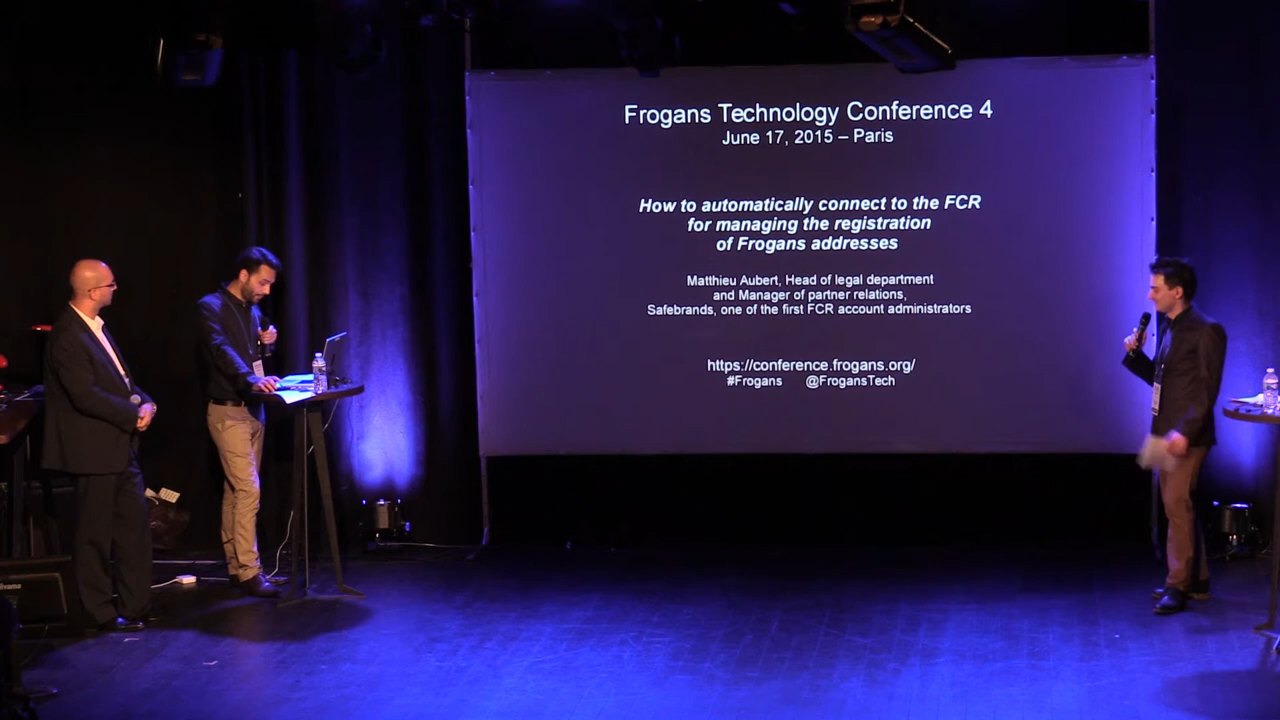 Frogans Technology Conference 4
June 17, 2015 – Paris
How to automatically connect to the FCR
for managing the registration
of Frogans addresses
Matthieu Aubert, Head of legal department
and Manager of partner relations,
Safebrands, one of the first FCR account administrators
https://conference.frogans.org/
#Frogans @FrogansTech